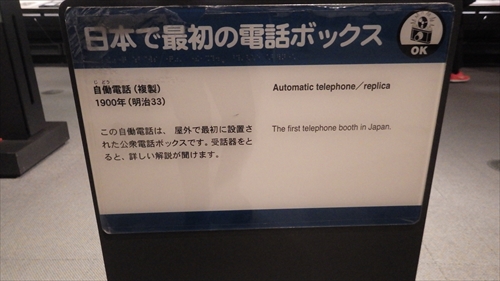 日本で最初の電話ボックス
OK
じどう
自働電話(複製)
1900年(明治33)
Automatic telephone/replica
この自働電話は、屋外で最初に設置さ
れた公衆電話ボックスです。受話器をと
ると、詳しい解説が聞けます。
The first telephone booth in Japan.